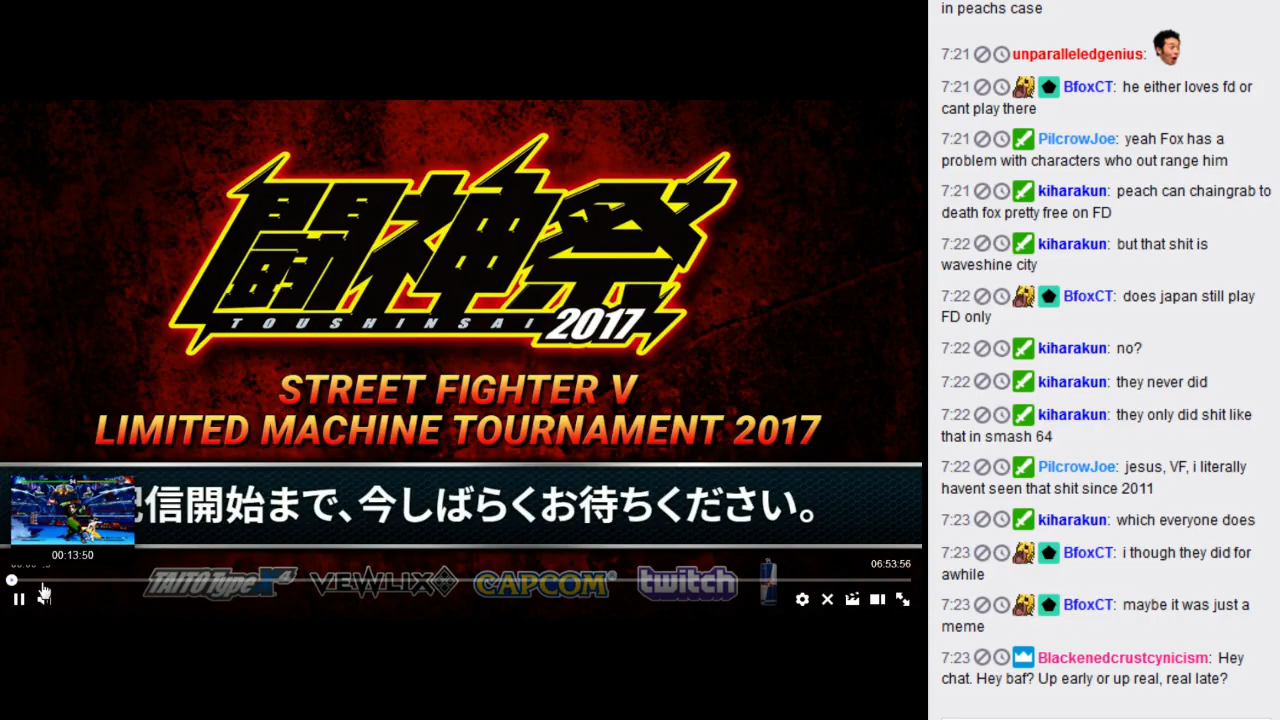 闘神祭
TOUSHINSAI 2017
STREET FIGHTER V
LIMITED MACHINE TOURNAMENT 2017
信開始まで、今しばらくお待ちください。
00:13:50
06:53:56
TAITO Type X
VEWLIX
CAPCOM
twitch
in peachs case
7:21 unparalleledgenius:
7:21 BfoxCT: he either loves fd or
cant play there
7:21 PilcrowJoe: yeah Fox has a
problem with characters who out range him
7:21 kiharakun: peach can chaingrab to
death fox pretty free on FD
7:22 kiharakun: but that shit is
waveshine city
7:22 BfoxCT: does japan still play
FD only
7:22 kiharakun: no?
7:22 kiharakun: they never did
7:22 kiharakun: they only did shit like
that in smash 64
7:22 PilcrowJoe: jesus, VF, i literally
havent seen that shit since 2011
7:23 kiharakun: which everyone does
7:23 BfoxCT: i though they did for
awhile
7:23 BfoxCT: maybe it was just a
meme
7:23 Blackenedcrustcynicism: Hey
chat. Hey baf? Up early or up real, real late?